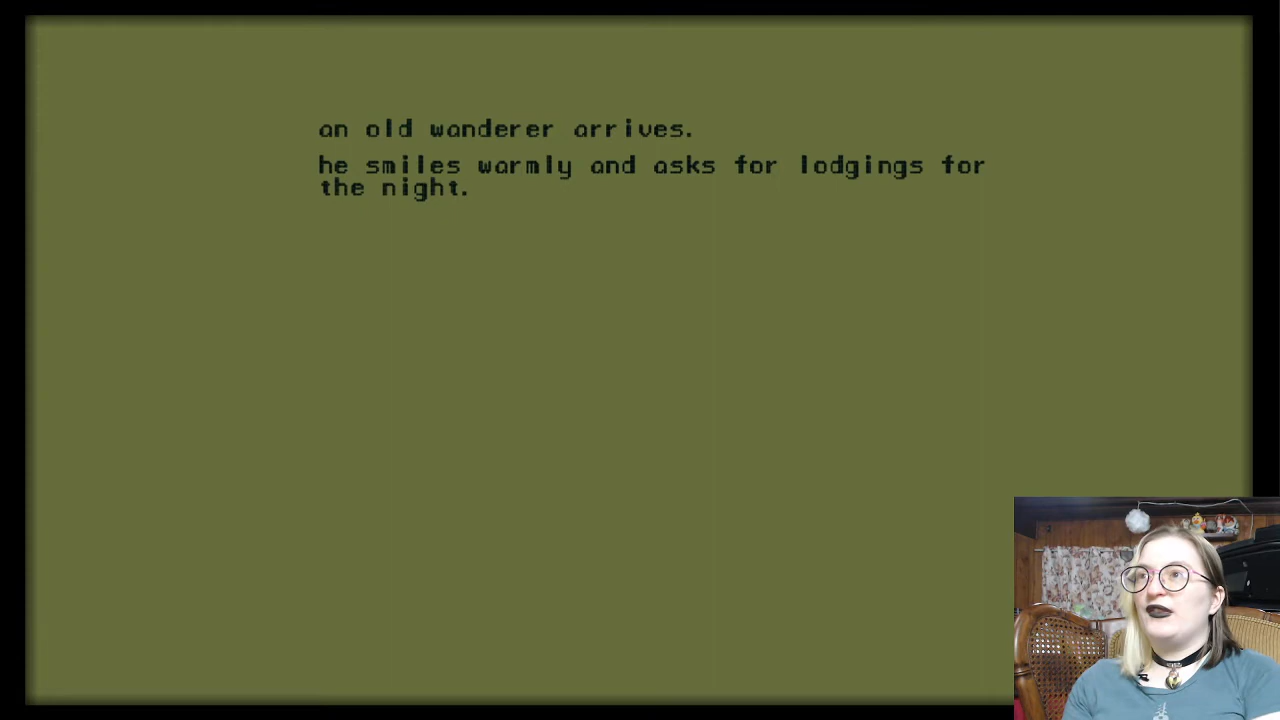 an old wanderer arrives.
he smiles warmly and asks for lodgings for
the night.